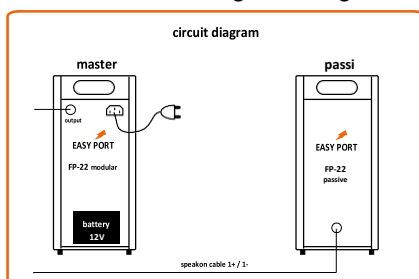 circuit diagram
master
output
EASY PORT
FP-22 modular
battery
12V
passi
EASY PORT
FP-22
passive
speakon cable 1+ / 1-